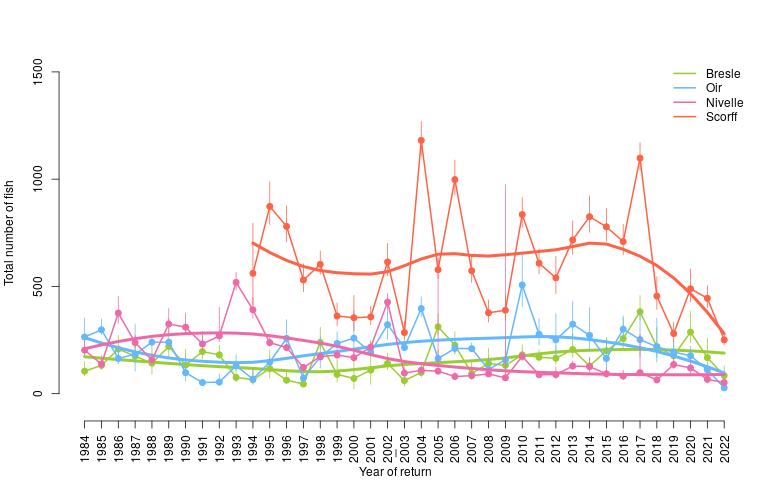 Bresle
Oir
Nivelle
Scorff
Total number of fish
1500
1000
500
0
1984 1985 1986 1987 1988 1989 1990 1991 1992 1993 1994 1995 1996 1997 1998 1999 2000 2001 2002 2003 2004 2005 2006 2007 2008 2009 2010 2011 2012 2013 2014 2015 2016 2017 2018 2019 2020 2021 2022
Year of return